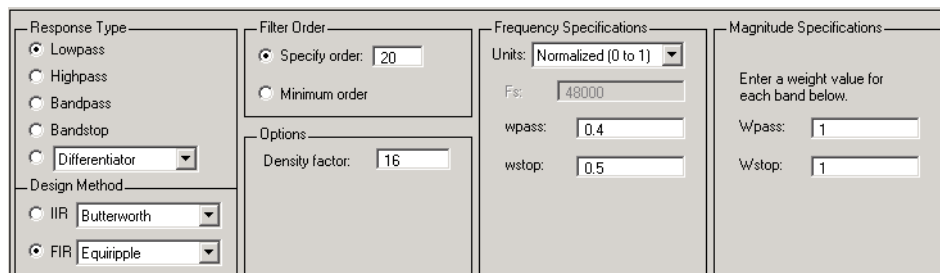 Response Type
Lowpass
Highpass
Bandpass
Bandstop
Differentiator
Design Method
IIR Butterworth
FIR Equiripple
Filter Order
Specify order: 20
Minimum order
Options
Density factor: 16
Frequency Specifications
Units: Normalized (0 to 1)
Fs: 48000
wpass: 0.4
wstop: 0.5
Magnitude Specifications
Enter a weight value for
each band below.
Wpass: 1
Wstop: 1